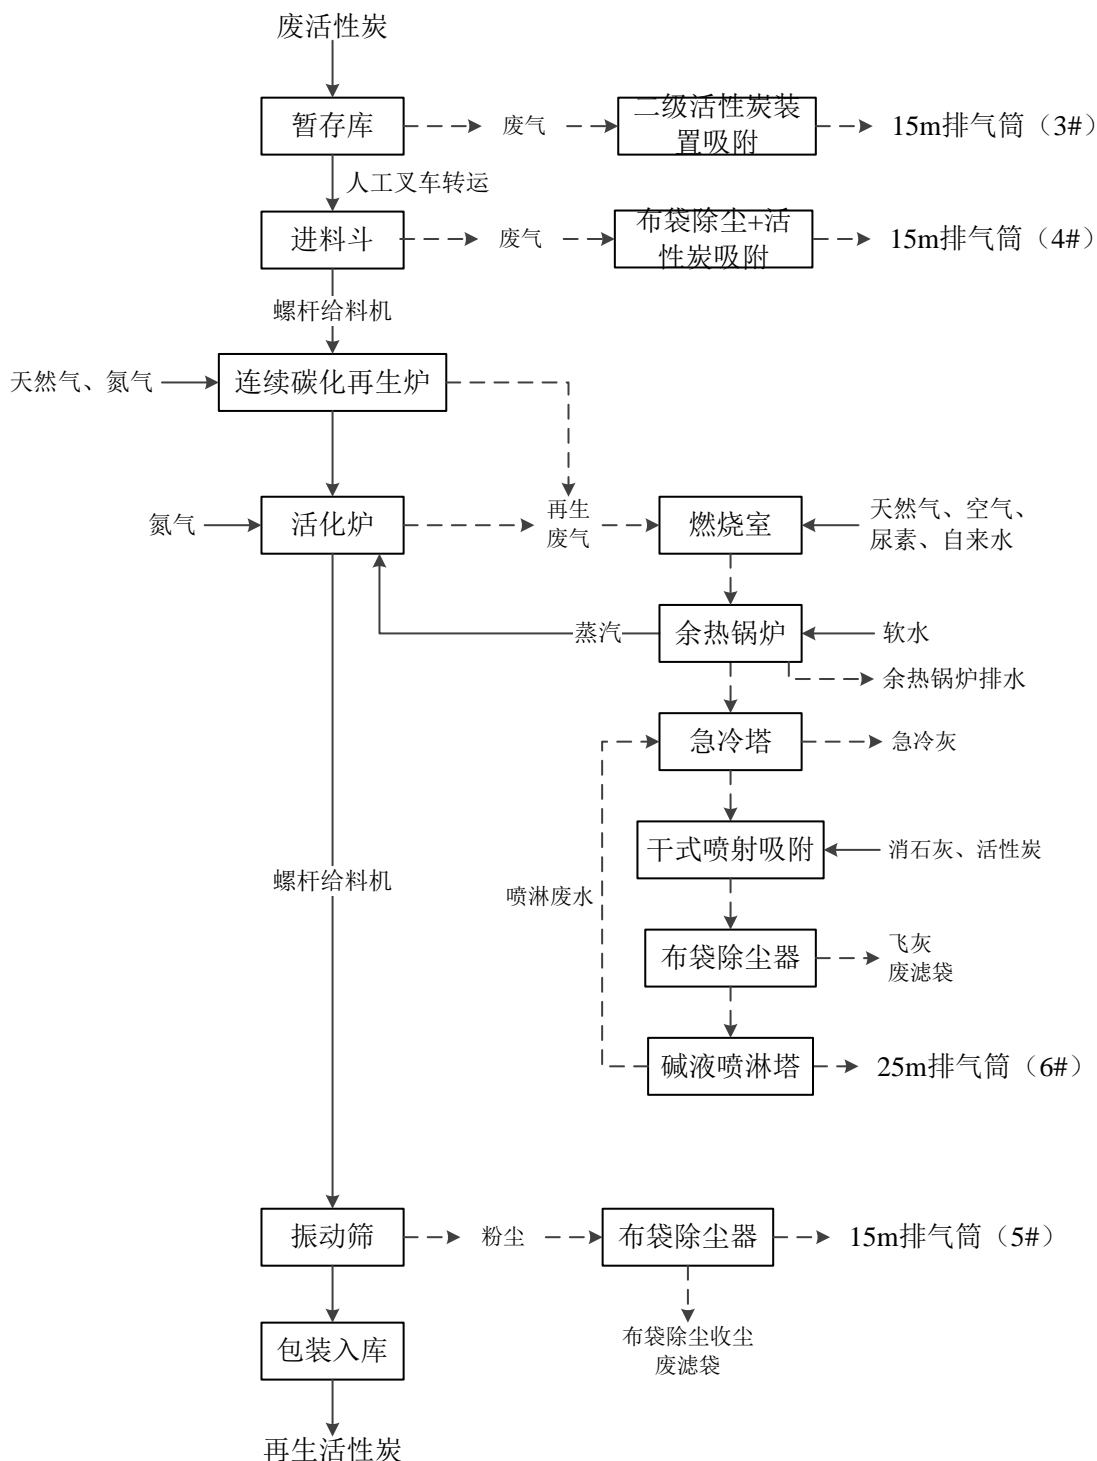 废活性炭
暂存库
废气
二级活性炭装
置吸附
15m排气筒（3#）
人工叉车转运
进料斗
废气
布袋除尘+活
性炭吸附
15m排气筒（4#）
螺杆给料机
天然气、氮气
连续碳化再生炉
氮气
活化炉
再生
废气
燃烧室
天然气、空气、
尿素、自来水
蒸汽
余热锅炉
软水
余热锅炉排水
急冷塔
急冷灰
干式喷射吸附
消石灰、活性炭
螺杆给料机
喷淋废水
布袋除尘器
飞灰
废滤袋
碱液喷淋塔
25m排气筒（6#）
振动筛
粉尘
布袋除尘器
15m排气筒（5#）
包装入库
布袋除尘收尘
废滤袋
再生活性炭